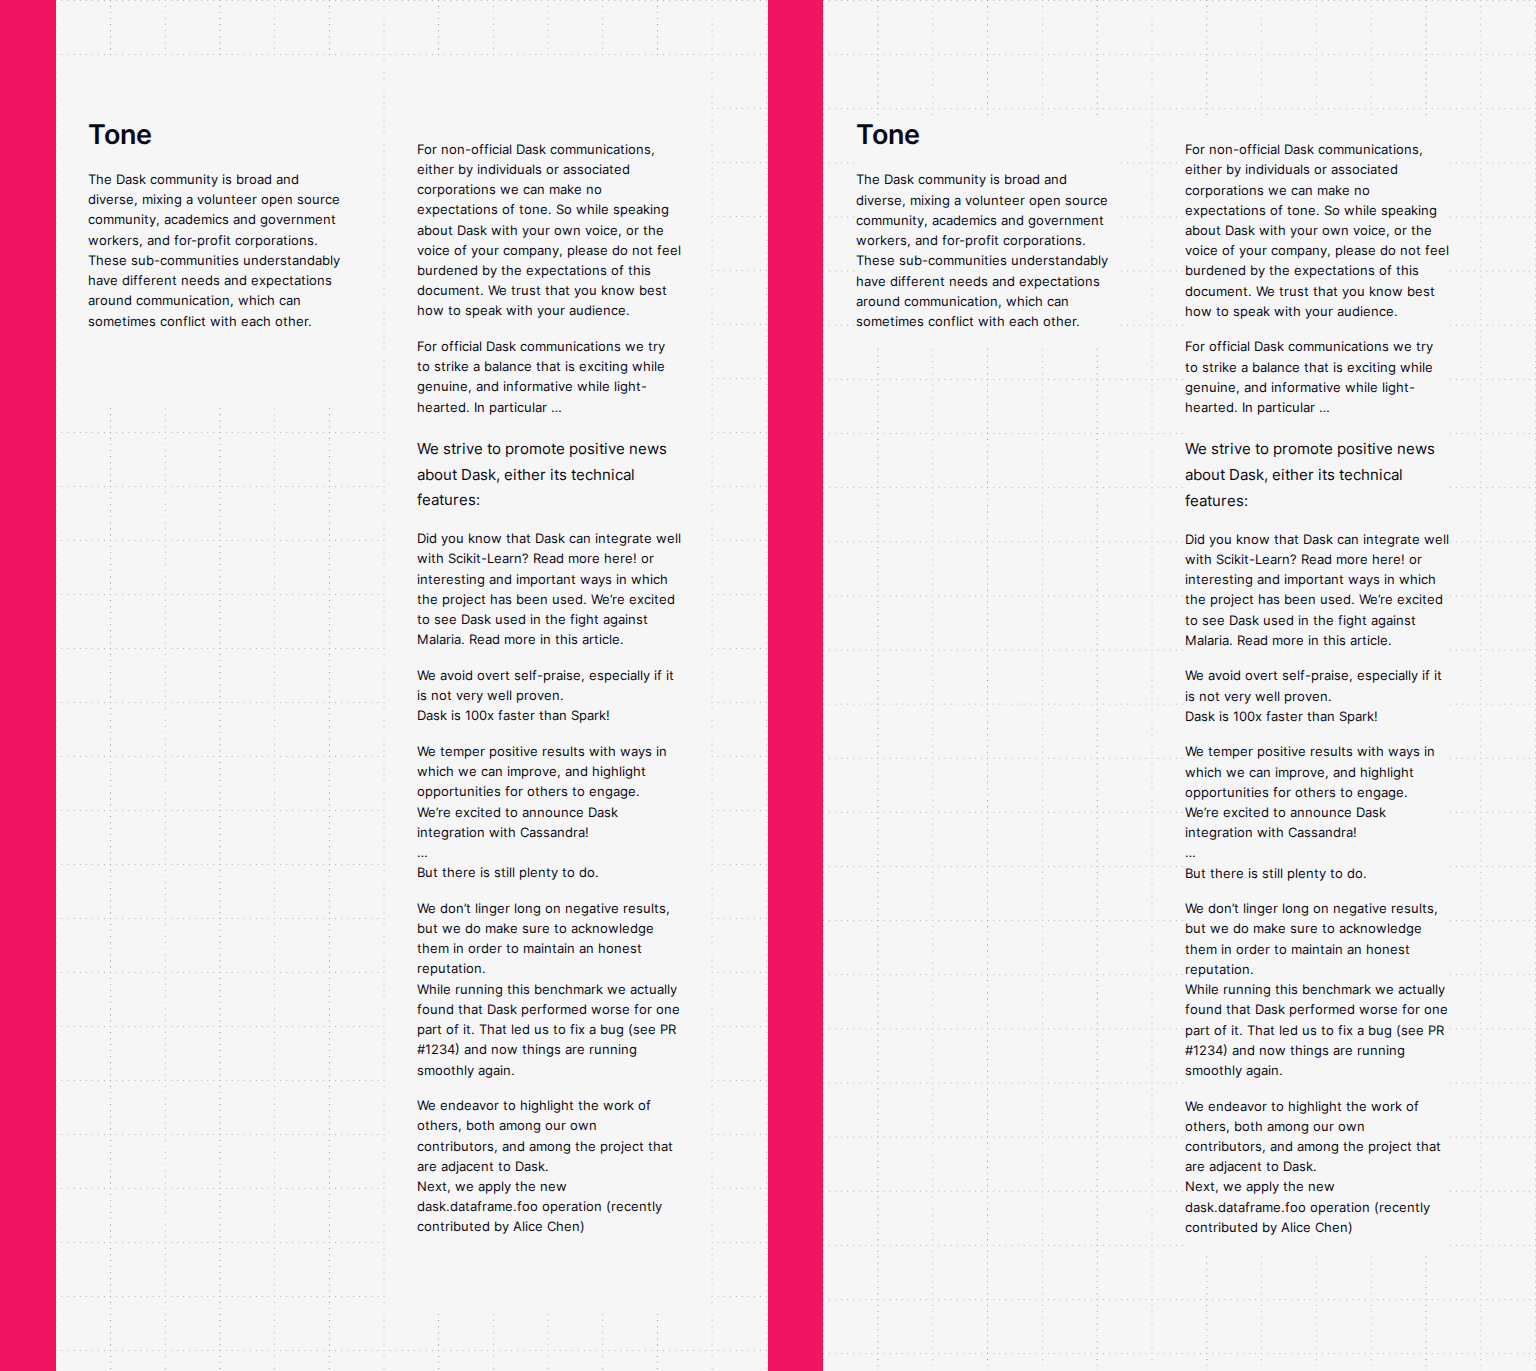 Tone
The Dask community is broad and
diverse, mixing a volunteer open source
community, academics and government
workers, and for-profit corporations.
These sub-communities understandably
have different needs and expectations
around communication, which can
sometimes conflict with each other.
For non-official Dask communications,
either by individuals or associated
corporations we can make no
expectations of tone. So while speaking
about Dask with your own voice, or the
voice of your company, please do not feel
burdened by the expectations of this
document. We trust that you know best
how to speak with your audience.
For official Dask communications we try
to strike a balance that is exciting while
genuine, and informative while light-
hearted. In particular ...
We strive to promote positive news
about Dask, either its technical
features:
Did you know that Dask can integrate well
with Scikit-Learn? Read more here! or
interesting and important ways in which
the project has been used. We’re excited
to see Dask used in the fight against
Malaria. Read more in this article.
We avoid overt self-praise, especially if it
is not very well proven.
Dask is 100x faster than Spark!
We temper positive results with ways in
which we can improve, and highlight
opportunities for others to engage.
We’re excited to announce Dask
integration with Cassandra!
...
But there is still plenty to do.
We don’t linger long on negative results,
but we do make sure to acknowledge
them in order to maintain an honest
reputation.
While running this benchmark we actually
found that Dask performed worse for one
part of it. That led us to fix a bug (see PR
#1234) and now things are running
smoothly again.
We endeavor to highlight the work of
others, both among our own
contributors, and among the project that
are adjacent to Dask.
Next, we apply the new
dask.dataframe.foo operation (recently
contributed by Alice Chen)
Tone
The Dask community is broad and
diverse, mixing a volunteer open source
community, academics and government
workers, and for-profit corporations.
These sub-communities understandably
have different needs and expectations
around communication, which can
sometimes conflict with each other.
For non-official Dask communications,
either by individuals or associated
corporations we can make no
expectations of tone. So while speaking
about Dask with your own voice, or the
voice of your company, please do not feel
burdened by the expectations of this
document. We trust that you know best
how to speak with your audience.
For official Dask communications we try
to strike a balance that is exciting while
genuine, and informative while light-
hearted. In particular ...
We strive to promote positive news
about Dask, either its technical
features:
Did you know that Dask can integrate well
with Scikit-Learn? Read more here! or
interesting and important ways in which
the project has been used. We’re excited
to see Dask used in the fight against
Malaria. Read more in this article.
We avoid overt self-praise, especially if it
is not very well proven.
Dask is 100x faster than Spark!
We temper positive results with ways in
which we can improve, and highlight
opportunities for others to engage.
We’re excited to announce Dask
integration with Cassandra!
...
But there is still plenty to do.
We don’t linger long on negative results,
but we do make sure to acknowledge
them in order to maintain an honest
reputation.
While running this benchmark we actually
found that Dask performed worse for one
part of it. That led us to fix a bug (see PR
#1234) and now things are running
smoothly again.
We endeavor to highlight the work of
others, both among our own
contributors, and among the project that
are adjacent to Dask.
Next, we apply the new
dask.dataframe.foo operation (recently
contributed by Alice Chen)